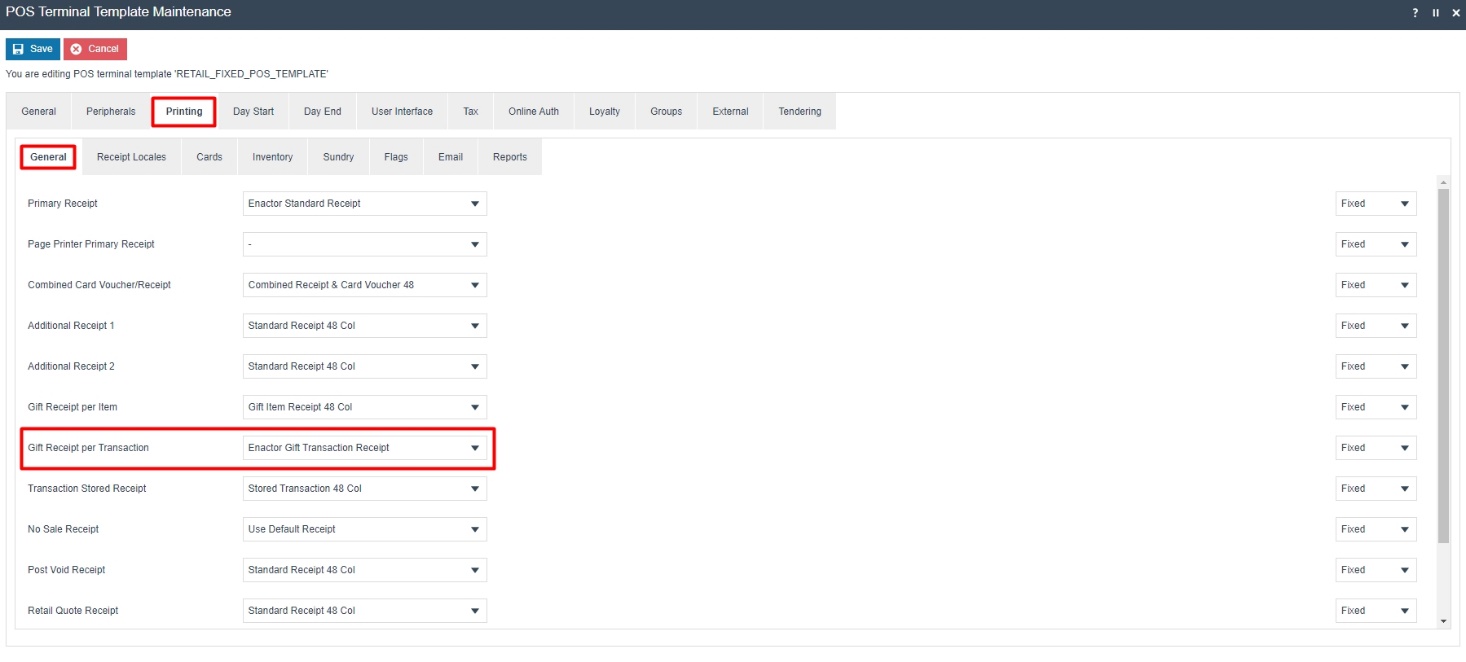 POS Terminal Template Maintenance
?
Save Cancel
You are editing POS terminal template 'RETAIL_FIXED_POS_TEMPLATE'
General Peripherals Printing Day Start Day End User Interface Tax Online Auth Loyalty Groups External Tendering
General Receipt Locales Cards Inventory Sundry Flags Email Reports
Primary Receipt Enactor Standard Receipt Fixed
Page Printer Primary Receipt - Fixed
Combined Card Voucher/Receipt Combined Receipt & Card Voucher 48 Fixed
Additional Receipt 1 Standard Receipt 48 Col Fixed
Additional Receipt 2 Standard Receipt 48 Col Fixed
Gift Receipt per Item Gift Item Receipt 48 Col Fixed
Gift Receipt per Transaction Enactor Gift Transaction Receipt Fixed
Transaction Stored Receipt Stored Transaction 48 Col Fixed
No Sale Receipt Use Default Receipt Fixed
Post Void Receipt Standard Receipt 48 Col Fixed
Retail Quote Receipt Standard Receipt 48 Col Fixed